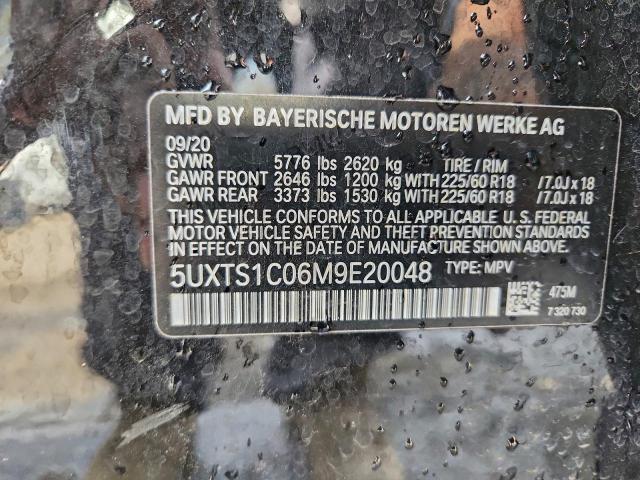 MFD BY BAYERISCHE MOTOREN WERKE AG
09/20
GVWR 5776 lbs 2620 kg TIRE / RIM
GAWR FRONT 2646 lbs 1200 kg WITH 225/60 R18 /7.0J x 18
GAWR REAR 3373 lbs 1530 kg WITH 225/60 R18 /7.0J x 18
THIS VEHICLE CONFORMS TO ALL APPLICABLE U. S. FEDERAL
MOTOR VEHICLE SAFETY AND THEFT PREVENTION STANDARDS
IN EFFECT ON THE DATE OF MANUFACTURE SHOWN ABOVE.
5UXTS1C06M9E20048 TYPE: MPV
475M
7 320 730